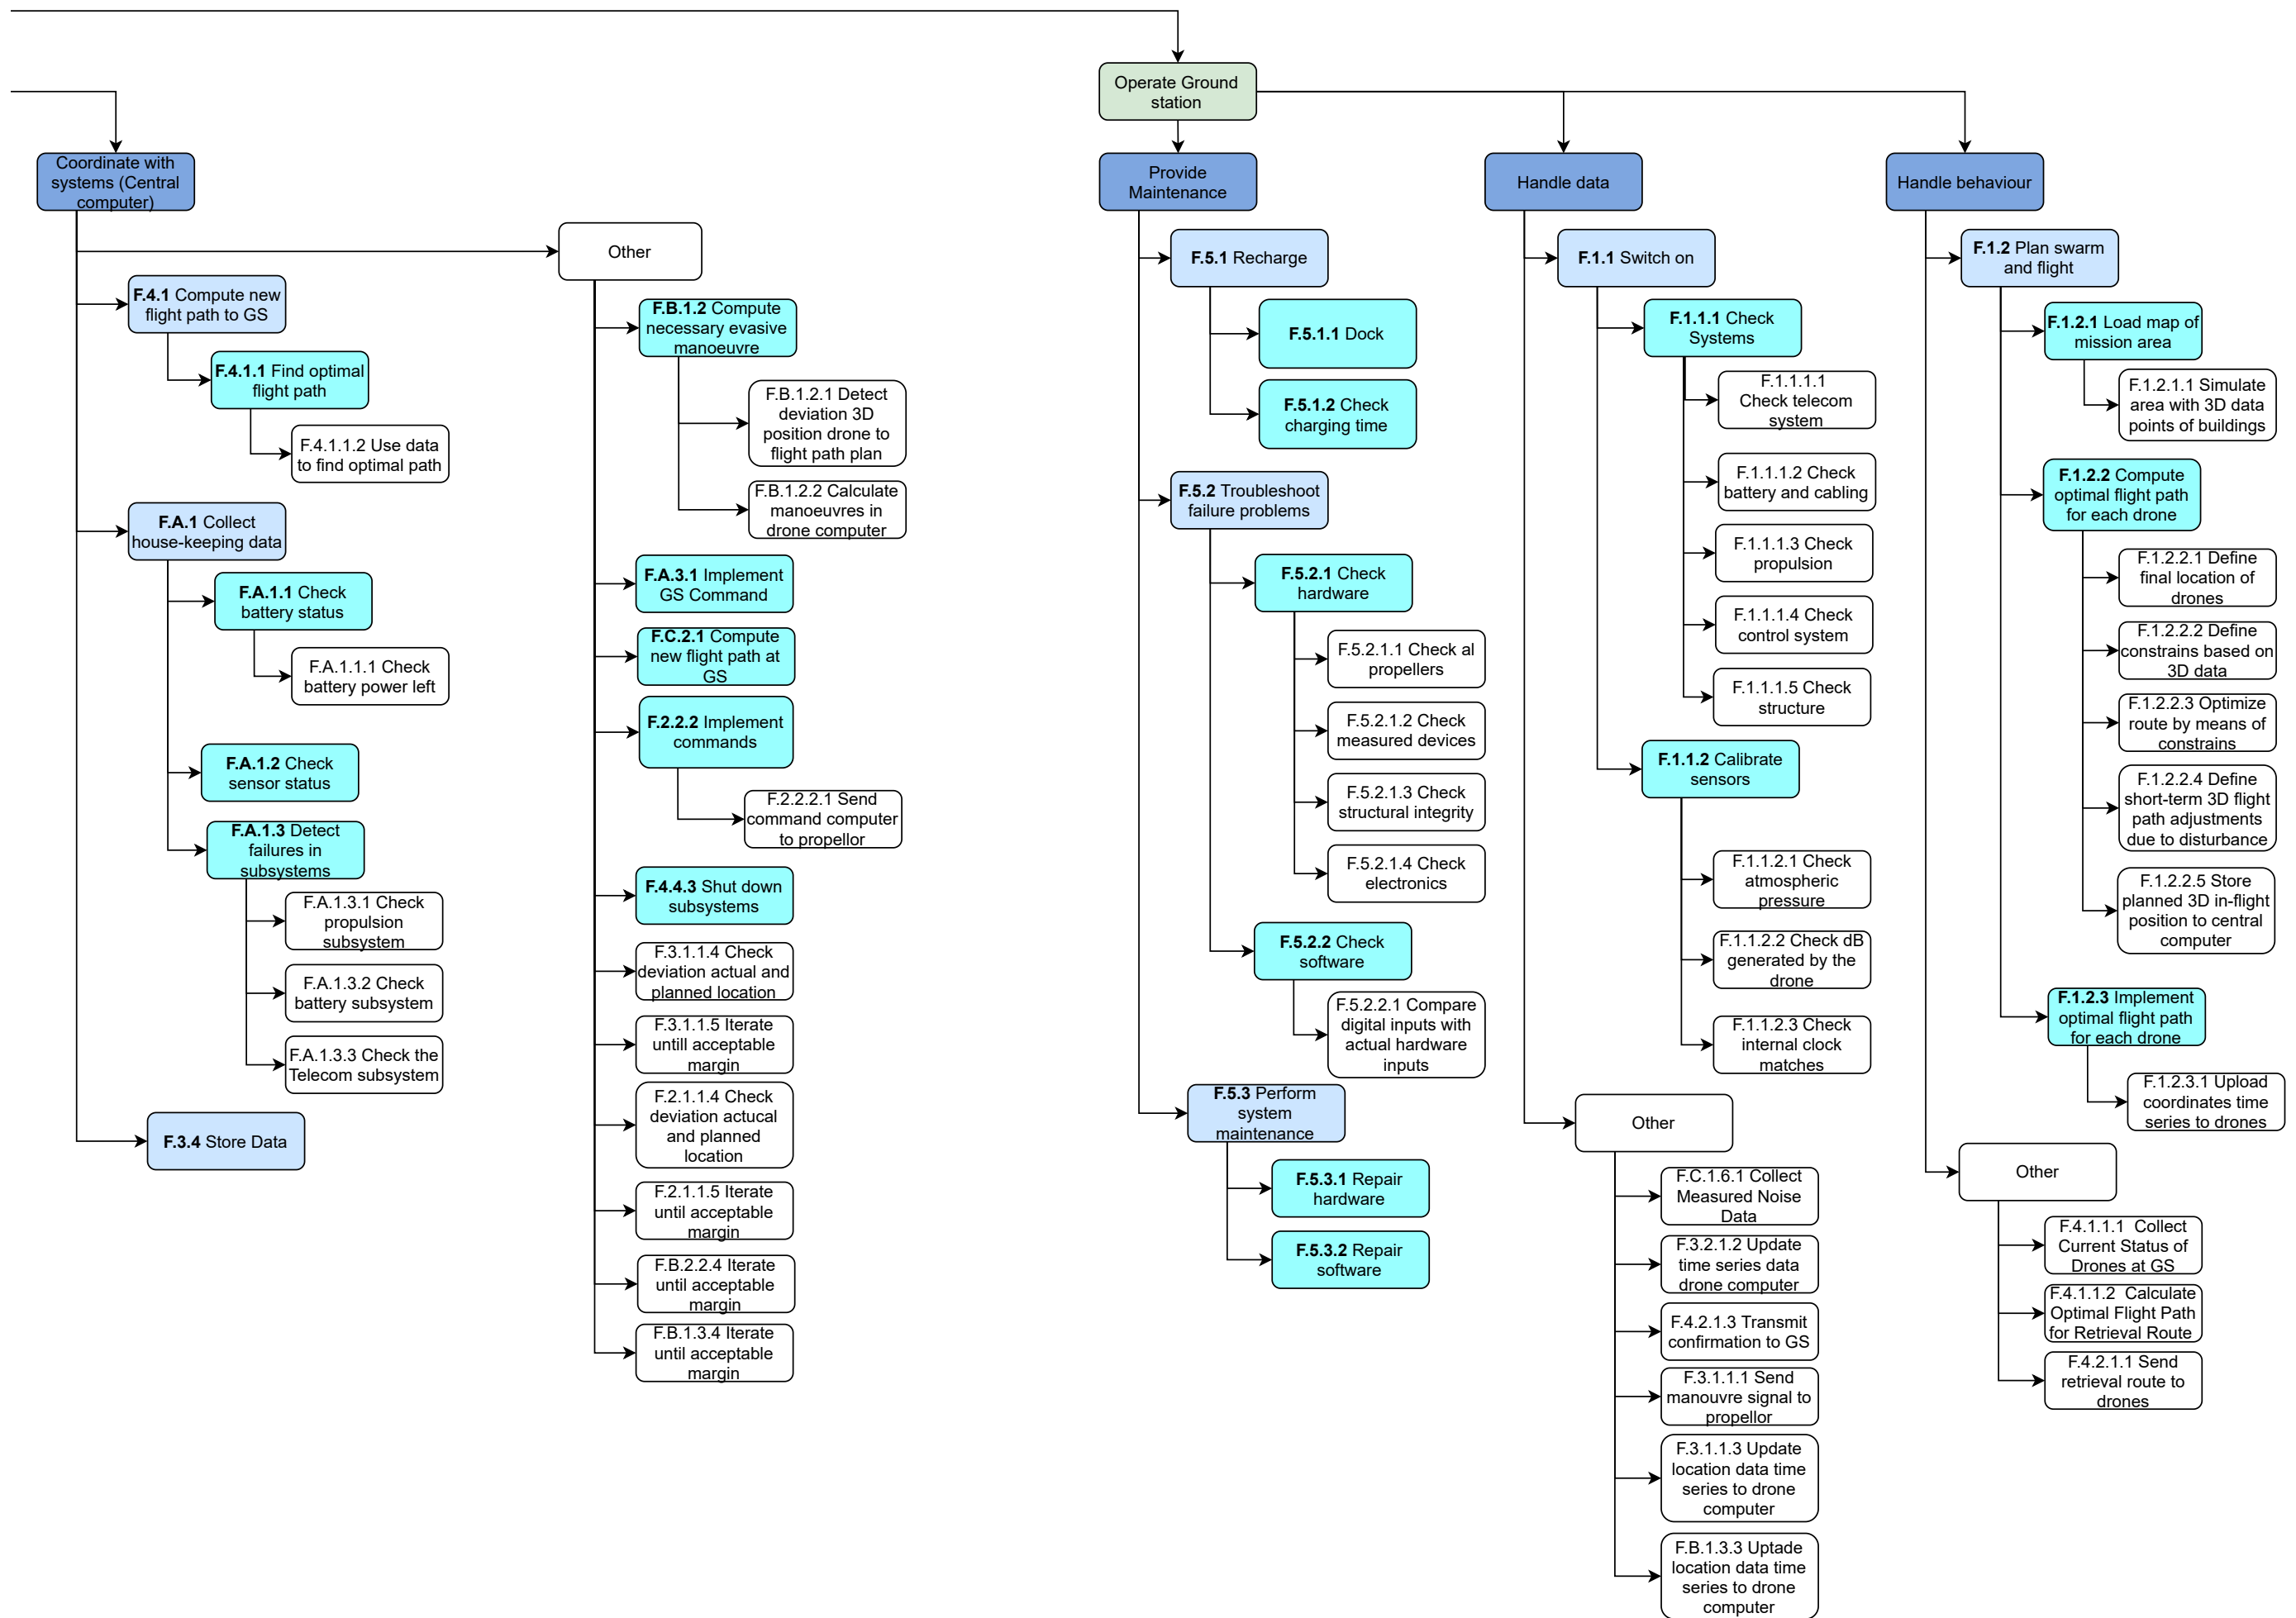 Operate Ground
station
Coordinate with
systems (Central
computer)
Other
F.4.1 Compute new
flight path to GS
F.4.1.1 Find optimal
flight path
F.4.1.1.2 Use data
to find optimal path
F.A.1 Collect
house-keeping data
F.A.1.1 Check
battery status
F.A.1.1.1 Check
battery power left
F.A.1.2 Check
sensor status
F.A.1.3 Detect
failures in
subsystems
F.A.1.3.1 Check
propulsion
subsystem
F.A.1.3.2 Check
battery subsystem
F.A.1.3.3 Check the
Telecom subsystem
F.3.4 Store Data
F.B.1.2 Compute
necessary evasive
manoeuvre
F.B.1.2.1 Detect
deviation 3D
position drone to
flight path plan
F.B.1.2.2 Calculate
manoeuvres in
drone computer
F.A.3.1 Implement
GS Command
F.C.2.1 Compute
new flight path at
GS
F.2.2.2 Implement
commands
F.2.2.2.1 Send
command computer
to propellor
F.4.4.3 Shut down
subsystems
F.3.1.1.4 Check
deviation actual and
planned location
F.3.1.1.5 Iterate
untill acceptable
margin
F.2.1.1.4 Check
deviation actucal
and planned
location
F.2.1.1.5 Iterate
until acceptable
margin
F.B.2.2.4 Iterate
until acceptable
margin
F.B.1.3.4 Iterate
until acceptable
margin
Provide
Maintenance
F.5.1 Recharge
F.5.1.1 Dock
F.5.1.2 Check
charging time
F.5.2 Troubleshoot
failure problems
F.5.2.1 Check
hardware
F.5.2.1.1 Check al
propellers
F.5.2.1.2 Check
measured devices
F.5.2.1.3 Check
structural integrity
F.5.2.1.4 Check
electronics
F.5.2.2 Check
software
F.5.2.2.1 Compare
digital inputs with
actual hardware
inputs
F.5.3 Perform
system
maintenance
F.5.3.1 Repair
hardware
F.5.3.2 Repair
software
Handle data
F.1.1 Switch on
F.1.1.1 Check
Systems
F.1.1.1.1
Check telecom
system
F.1.1.1.2 Check
battery and cabling
F.1.1.1.3 Check
propulsion
F.1.1.1.4 Check
control system
F.1.1.1.5 Check
structure
F.1.1.2 Calibrate
sensors
F.1.1.2.1 Check
atmospheric
pressure
F.1.1.2.2 Check dB
generated by the
drone
F.1.1.2.3 Check
internal clock
matches
Other
F.C.1.6.1 Collect
Measured Noise
Data
F.3.2.1.2 Update
time series data
drone computer
F.4.2.1.3 Transmit
confirmation to GS
F.3.1.1.1 Send
manouvre signal to
propellor
F.3.1.1.3 Update
location data time
series to drone
computer
F.B.1.3.3 Uptade
location data time
series to drone
computer
Handle behaviour
F.1.2 Plan swarm
and flight
F.1.2.1 Load map of
mission area
F.1.2.1.1 Simulate
area with 3D data
points of buildings
F.1.2.2 Compute
optimal flight path
for each drone
F.1.2.2.1 Define
final location of
drones
F.1.2.2.2 Define
constrains based on
3D data
F.1.2.2.3 Optimize
route by means of
constrains
F.1.2.2.4 Define
short-term 3D flight
path adjustments
due to disturbance
F.1.2.2.5 Store
planned 3D in-flight
position to central
computer
F.1.2.3 Implement
optimal flight path
for each drone
F.1.2.3.1 Upload
coordinates time
series to drones
Other
F.4.1.1.1 Collect
Current Status of
Drones at GS
F.4.1.1.2 Calculate
Optimal Flight Path
for Retrieval Route
F.4.2.1.1 Send
retrieval route to
drones